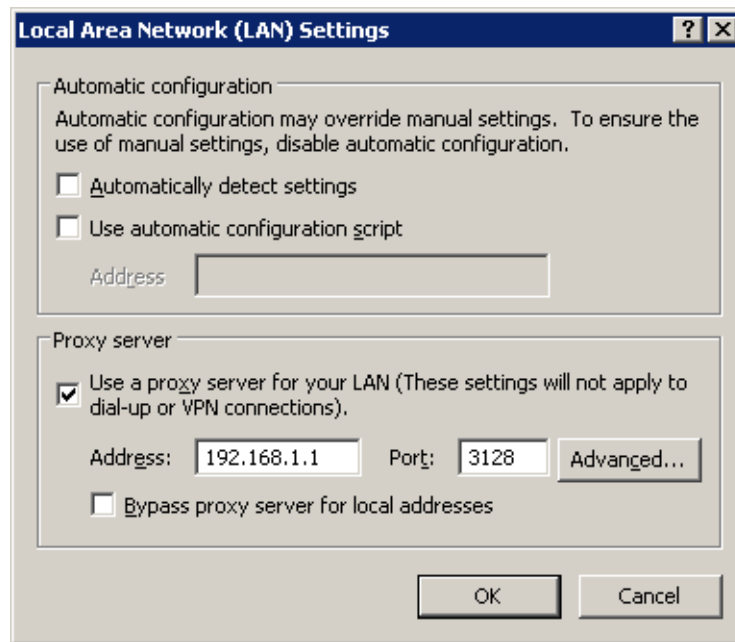 Local Area Network (LAN) Settings
Automatic configuration
Automatic configuration may override manual settings.  To ensure the
use of manual settings, disable automatic configuration.
Automatically detect settings
Use automatic configuration script
Address
Proxy server
Use a proxy server for your LAN (These settings will not apply to
dial-up or VPN connections).
Address: 192.168.1.1 Port: 3128 Advanced...
Bypass proxy server for local addresses
OK Cancel